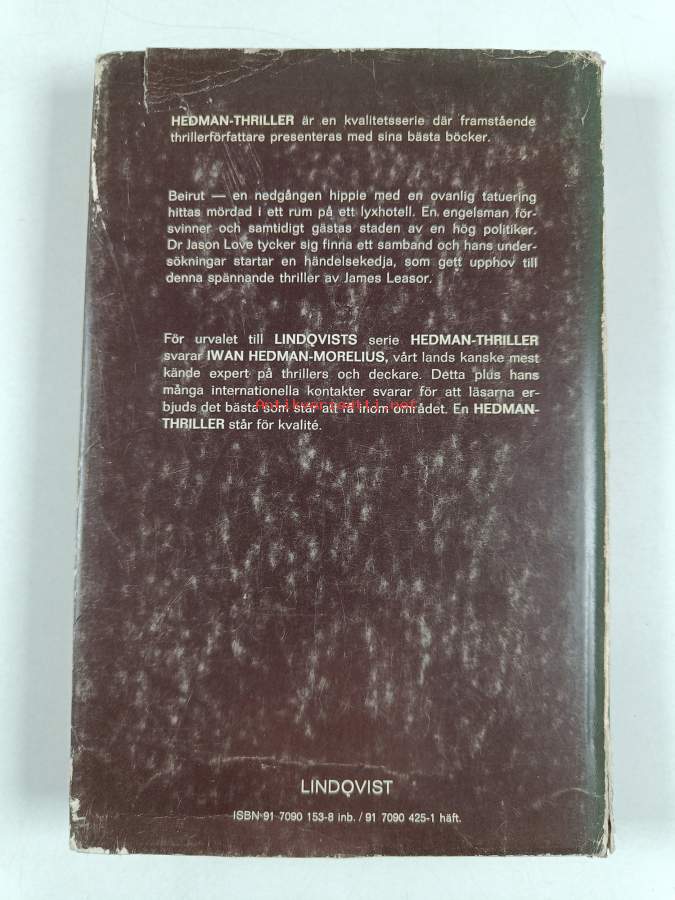 HEDMAN-THRILLER är en kvalitetsserie där framstående
thrillerförfattare presenteras med sina bästa böcker.
Beirut — en nedgången hippie med en ovanlig tatuering
hittas mördad i ett rum på ett lyxhotell. En engelsman för-
svinner och samtidigt gästas staden av en hög politiker.
Dr Jason Love tycker sig finna ett samband och hans under-
sökningar startar en händelsekedja, som gett upphov till
denna spännande thriller av James Leasor.
För urvalet till LINDQVISTS serie HEDMAN-THRILLER
svarar IWAN HEDMAN-MORELIUS, vårt lands kanske mest
kände expert på thrillers och deckare. Detta plus hans
många internationella kontakter svarar för att läsarna er-
bjuds det bästa som står att få inom området. En HEDMAN-
THRILLER står för kvalité.
Antikvariaatti.net
LINDQVIST
ISBN 91 7090 153-8 inb. / 91 7090 425-1 häft.